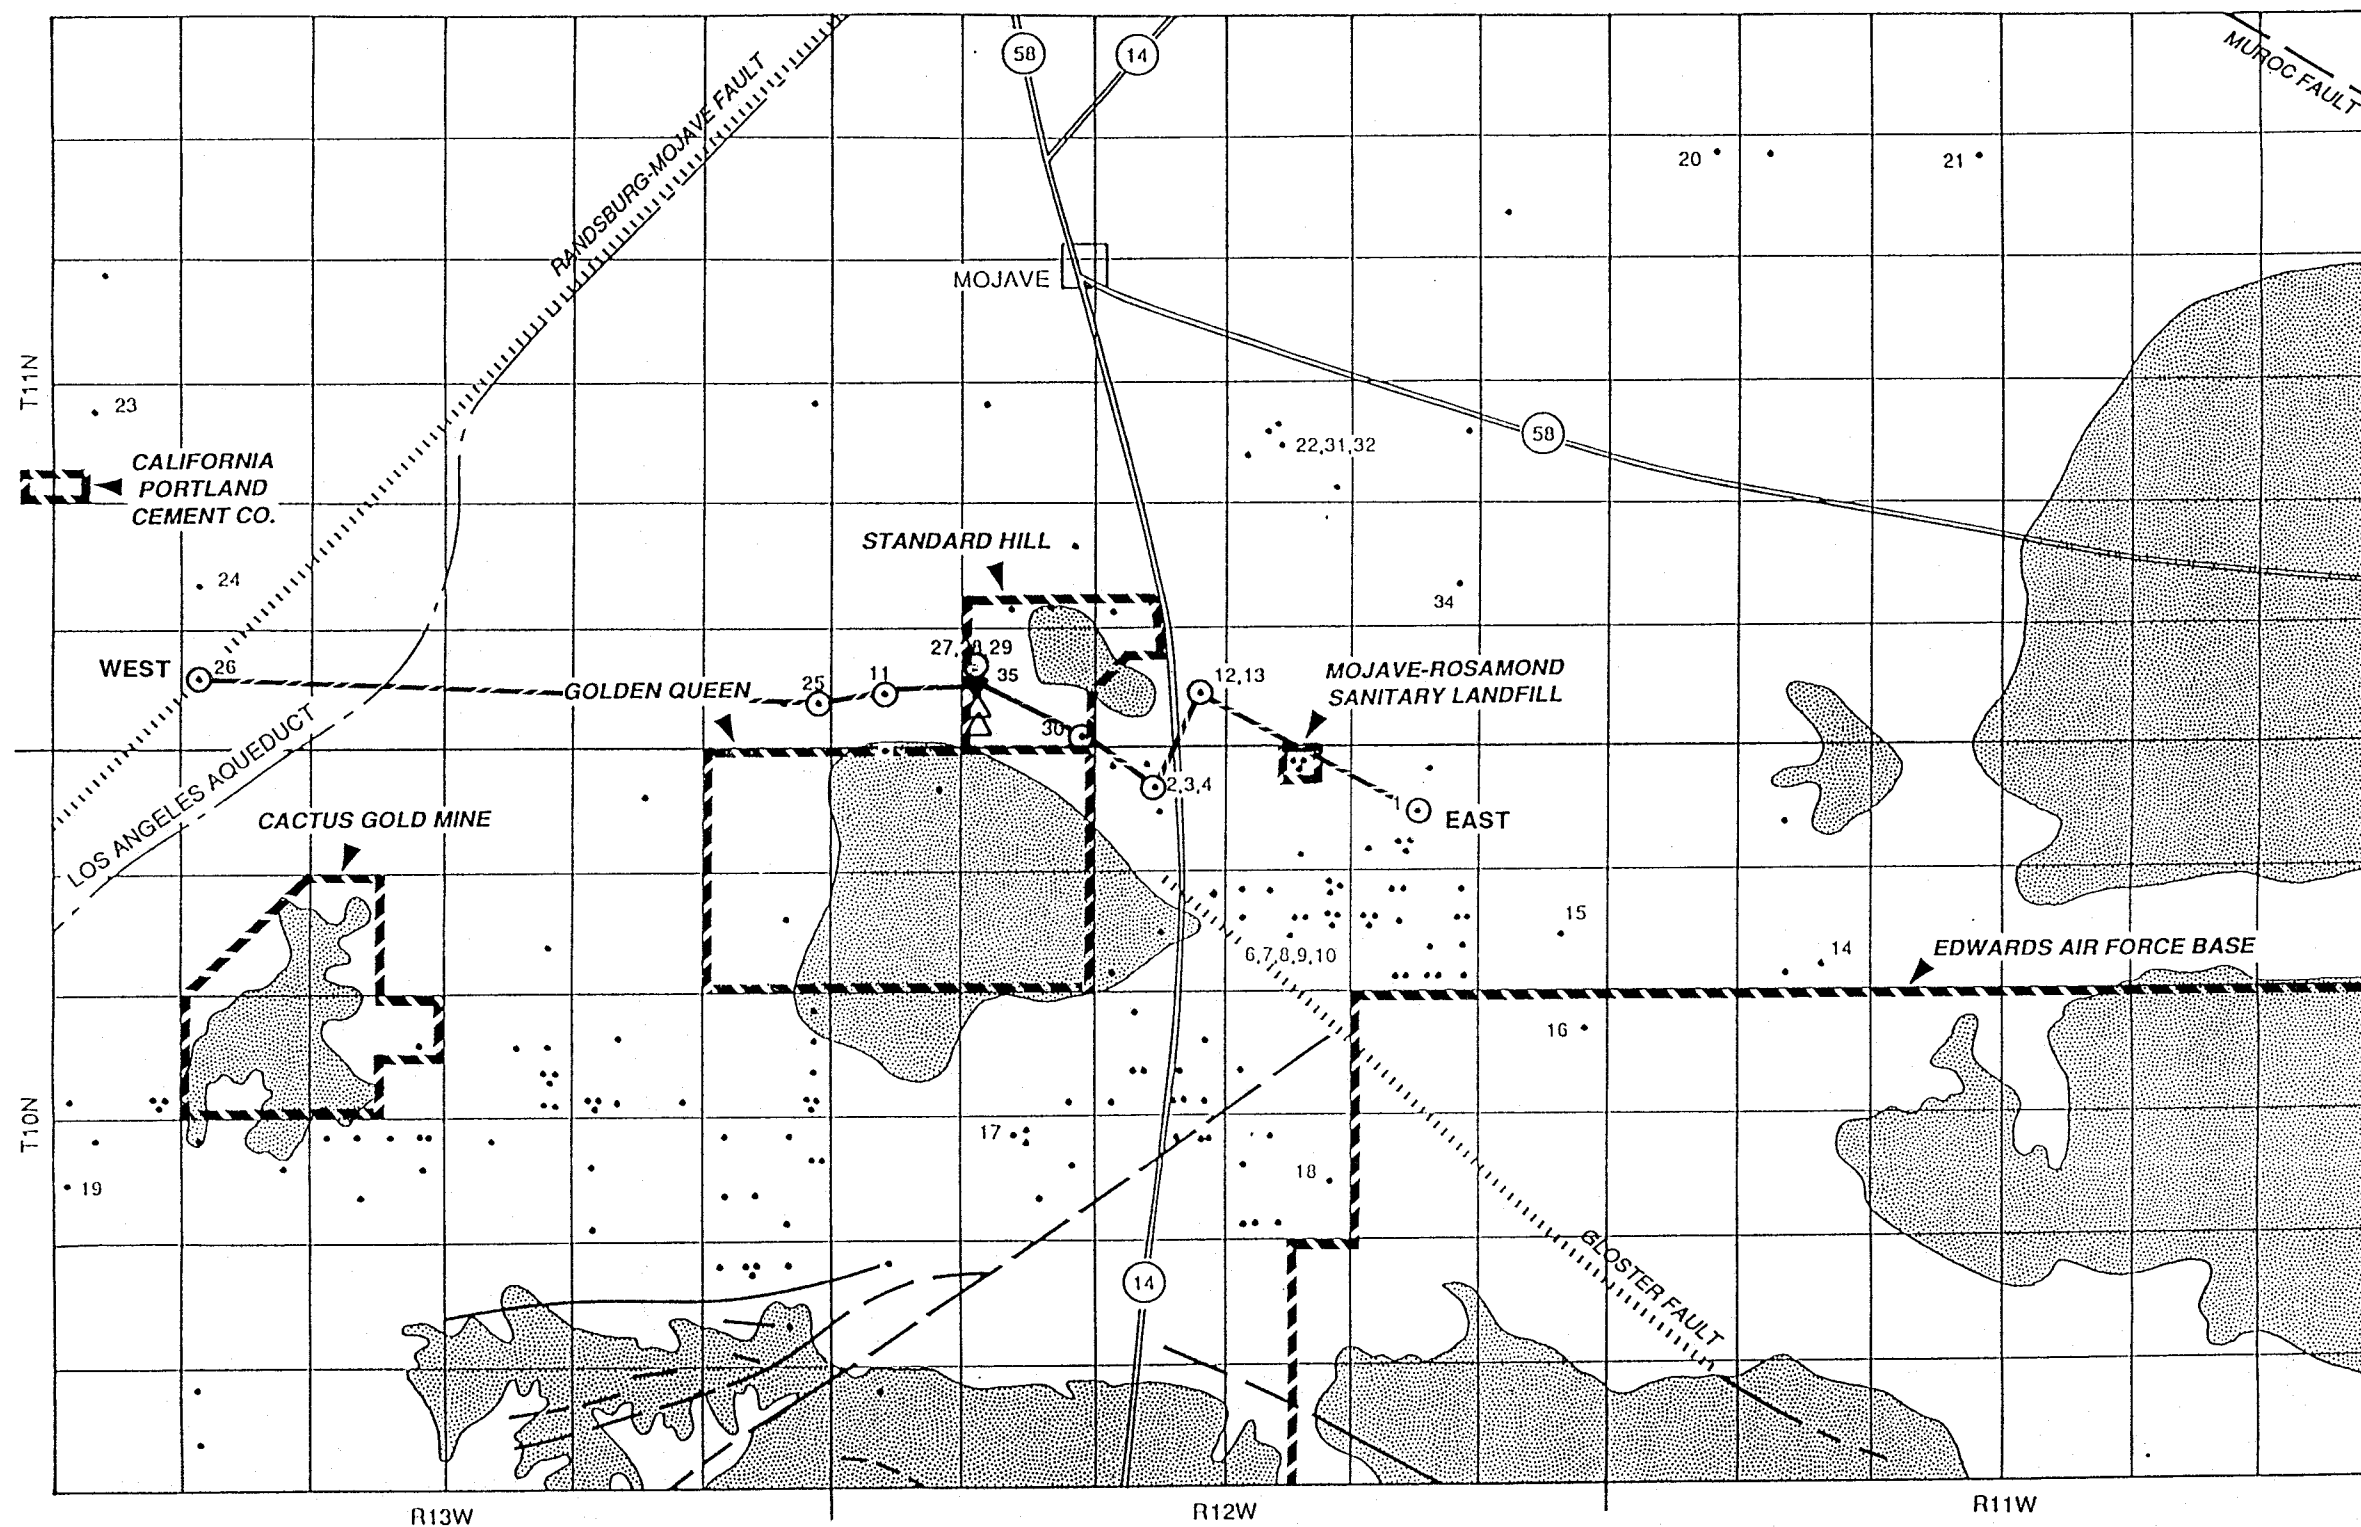 58
14
MUROC FAULT
RANDSBURG-MOJAVE FAULT
20
21
MOJAVE
T11N
23
58
22,31,32
CALIFORNIA
PORTLAND
CEMENT CO.
STANDARD HILL
24
34
27, 8,29
WEST
26
35
12,13
MOJAVE-ROSAMOND
SANITARY LANDFILL
GOLDEN QUEEN
25
11
30
2,3,4
1
EAST
LOS ANGELES AQUEDUCT
CACTUS GOLD MINE
15
6,7,8,9,10
14
EDWARDS AIR FORCE BASE
16
T10N
17
18
19
GLOSTER FAULT
14
R13W
R12W
R11W